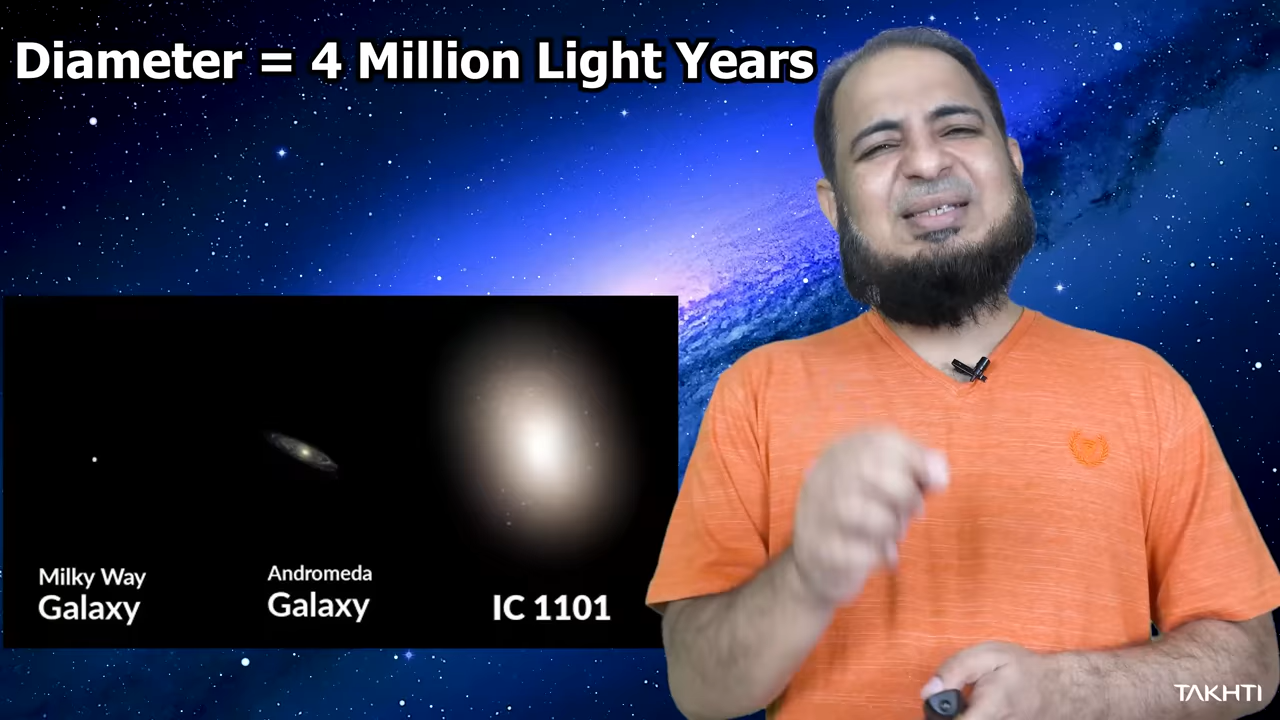 Diameter = 4 Million Light Years
Milky Way
Galaxy
Andromeda
Galaxy
IC 1101
TAKHTI